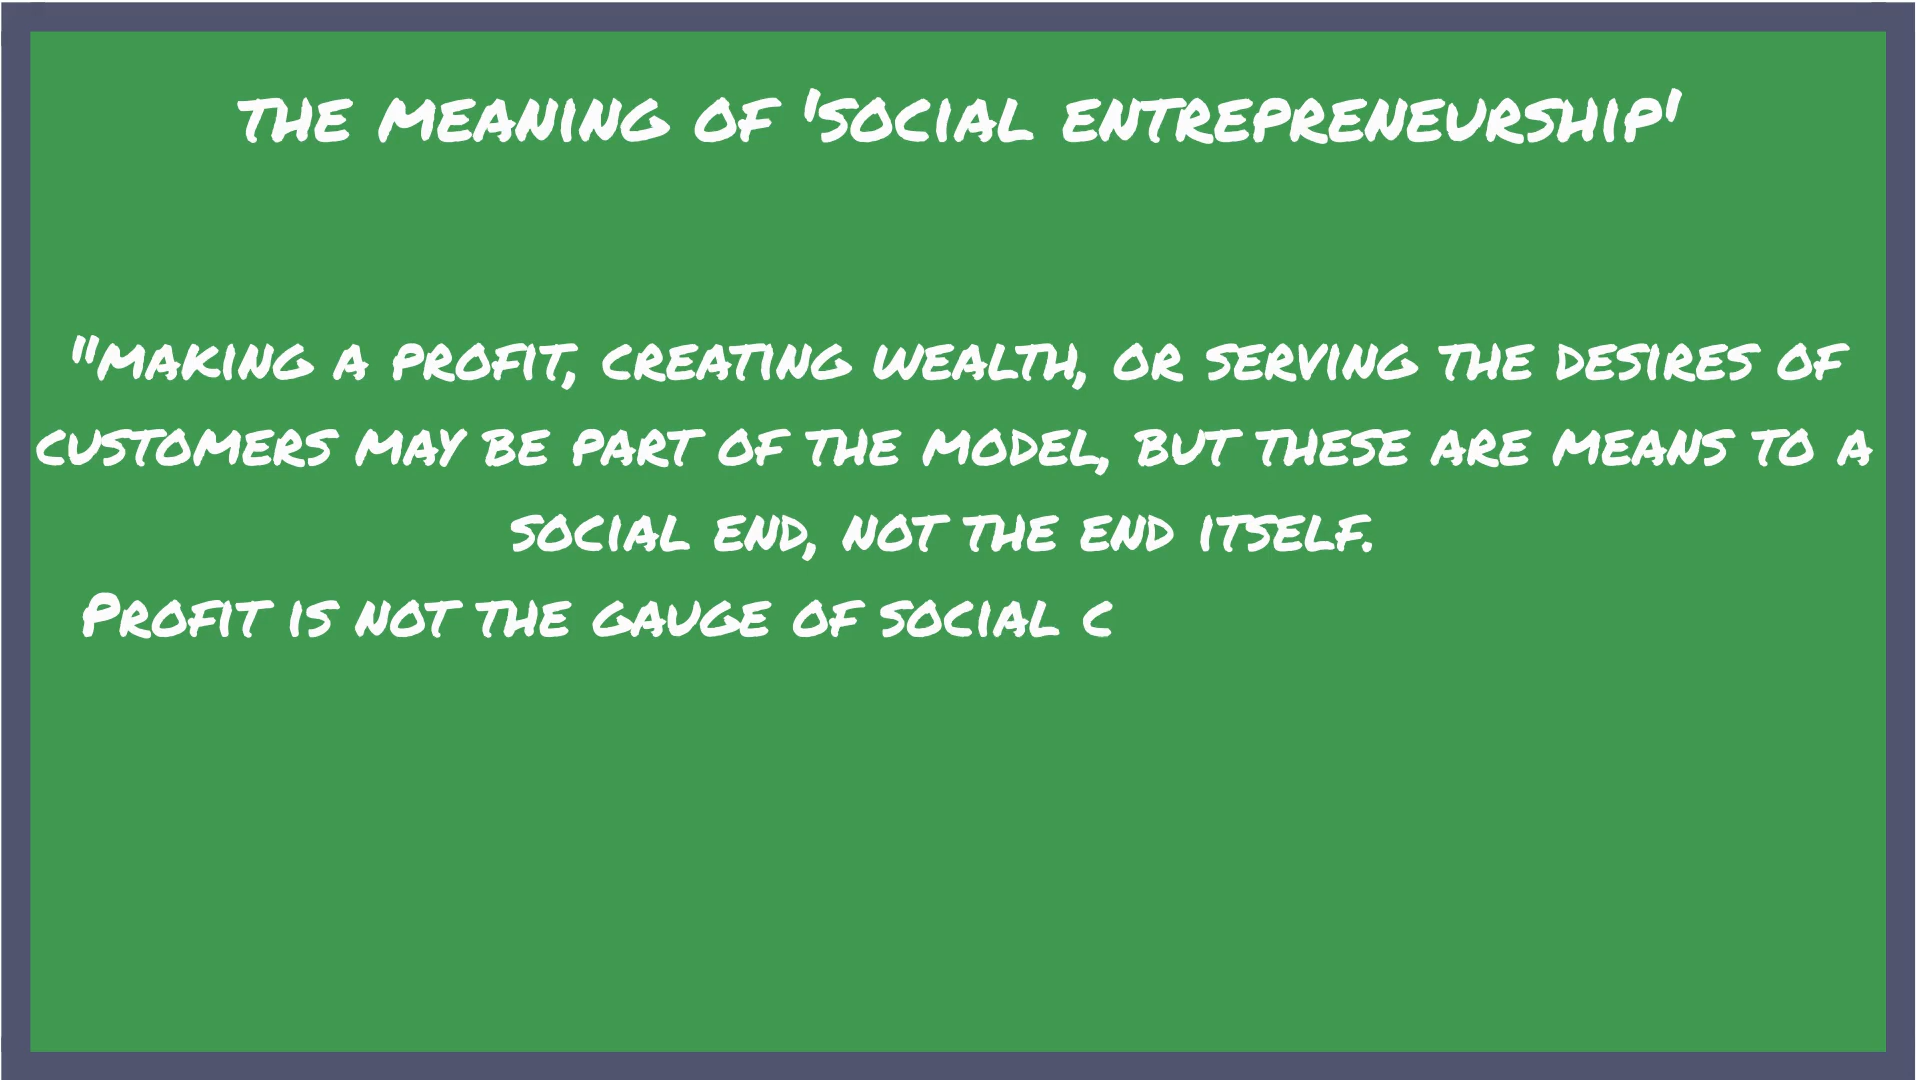 THE MEANING OF 'SOCIAL ENTREPRENEURSHIP'
"MAKING A PROFIT, CREATING WEALTH, OR SERVING THE DESIRES OF
CUSTOMERS MAY BE PART OF THE MODEL, BUT THESE ARE MEANS TO A
SOCIAL END, NOT THE END ITSELF.
PROFIT IS NOT THE GAUGE OF SOCIAL C